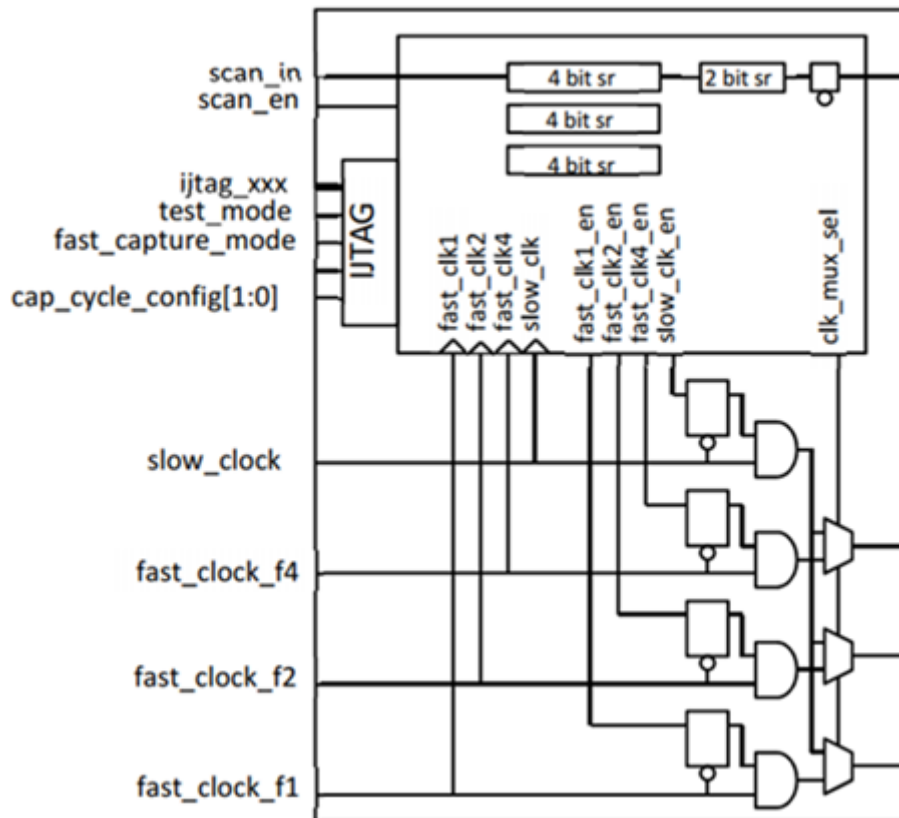 scan_in
scan_en
4 bit sr
2 bit sr
4 bit sr
4 bit sr
ijtag_xxx
test_mode
fast_capture_mode
cap_cycle_config[1:0]
IJTAG
fast_clk1
fast_clk2
fast_clk4
slow_clk
fast_clk1_en
fast_clk2_en
fast_clk4_en
slow_clk_en
clk_mux_sel
slow_clock
fast_clock_f4
fast_clock_f2
fast_clock_f1